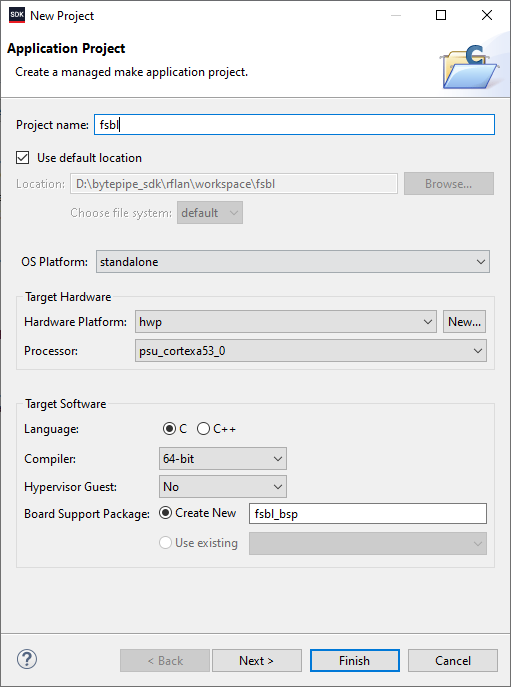 SDK New Project
Application Project
Create a managed make application project.
C
Project name: fsbl
Use default location
Location: D:\bytepipe_sdk\rflan\workspace\fsbl Browse...
Choose file system: default
OS Platform: standalone
Target Hardware
Hardware Platform: hwp New...
Processor: psu_cortexa53_0
Target Software
Language: C C++
Compiler: 64-bit
Hypervisor Guest: No
Board Support Package: Create New fsbl_bsp
Use existing
? < Back Next > Finish Cancel